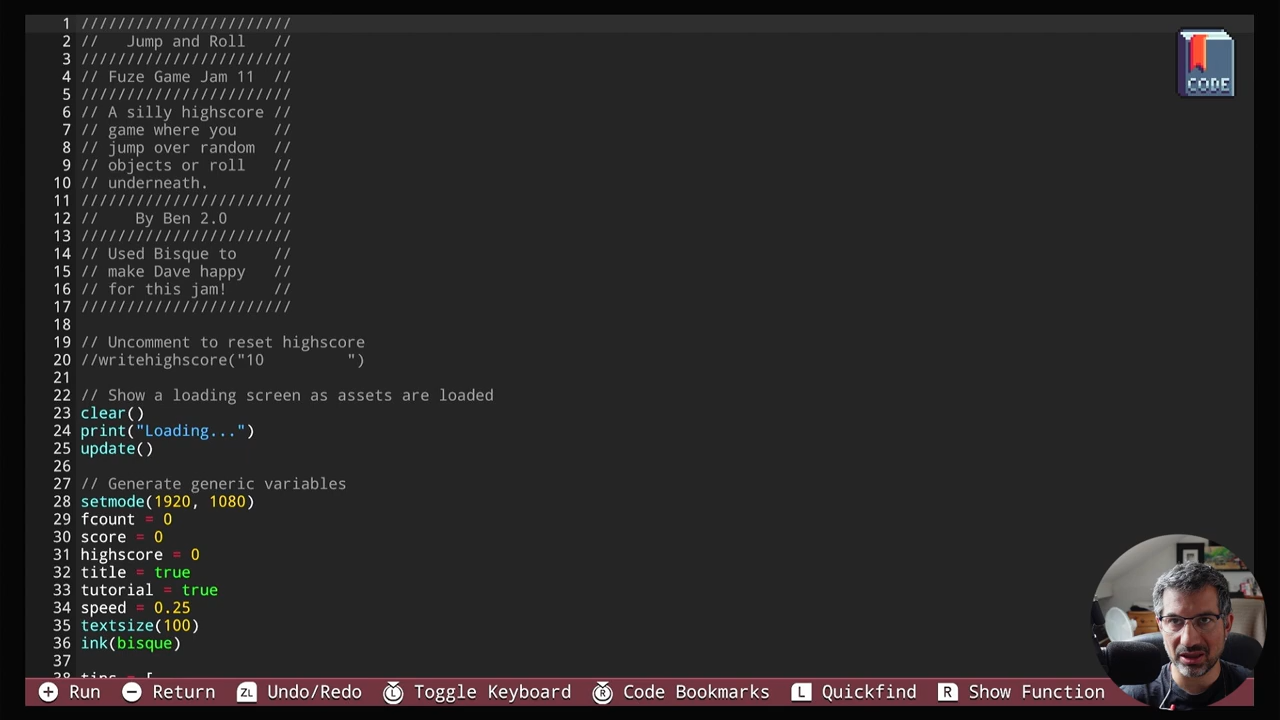 1 ///////////////////////
2 //   Jump and Roll   //
3 ///////////////////////
4 // Fuze Game Jam 11  //
5 ///////////////////////
6 // A silly highscore //
7 // game where you    //
8 // jump over random  //
9 // objects or roll   //
10 // underneath.       //
11 ///////////////////////
12 //    By Ben 2.0     //
13 ///////////////////////
14 // Used Bisque to    //
15 // make Dave happy   //
16 // for this jam!     //
17 ///////////////////////
18
19 // Uncomment to reset highscore
20 //writehighscore("10         ")
21
22 // Show a loading screen as assets are loaded
23 clear()
24 print("Loading...")
25 update()
26
27 // Generate generic variables
28 setmode(1920, 1080)
29 fcount = 0
30 score = 0
31 highscore = 0
32 title = true
33 tutorial = true
34 speed = 0.25
35 textsize(100)
36 ink(bisque)
37
38 tips = [
CODE
+ Run - Return ZL Undo/Redo L Toggle Keyboard R Code Bookmarks L Quickfind R Show Function